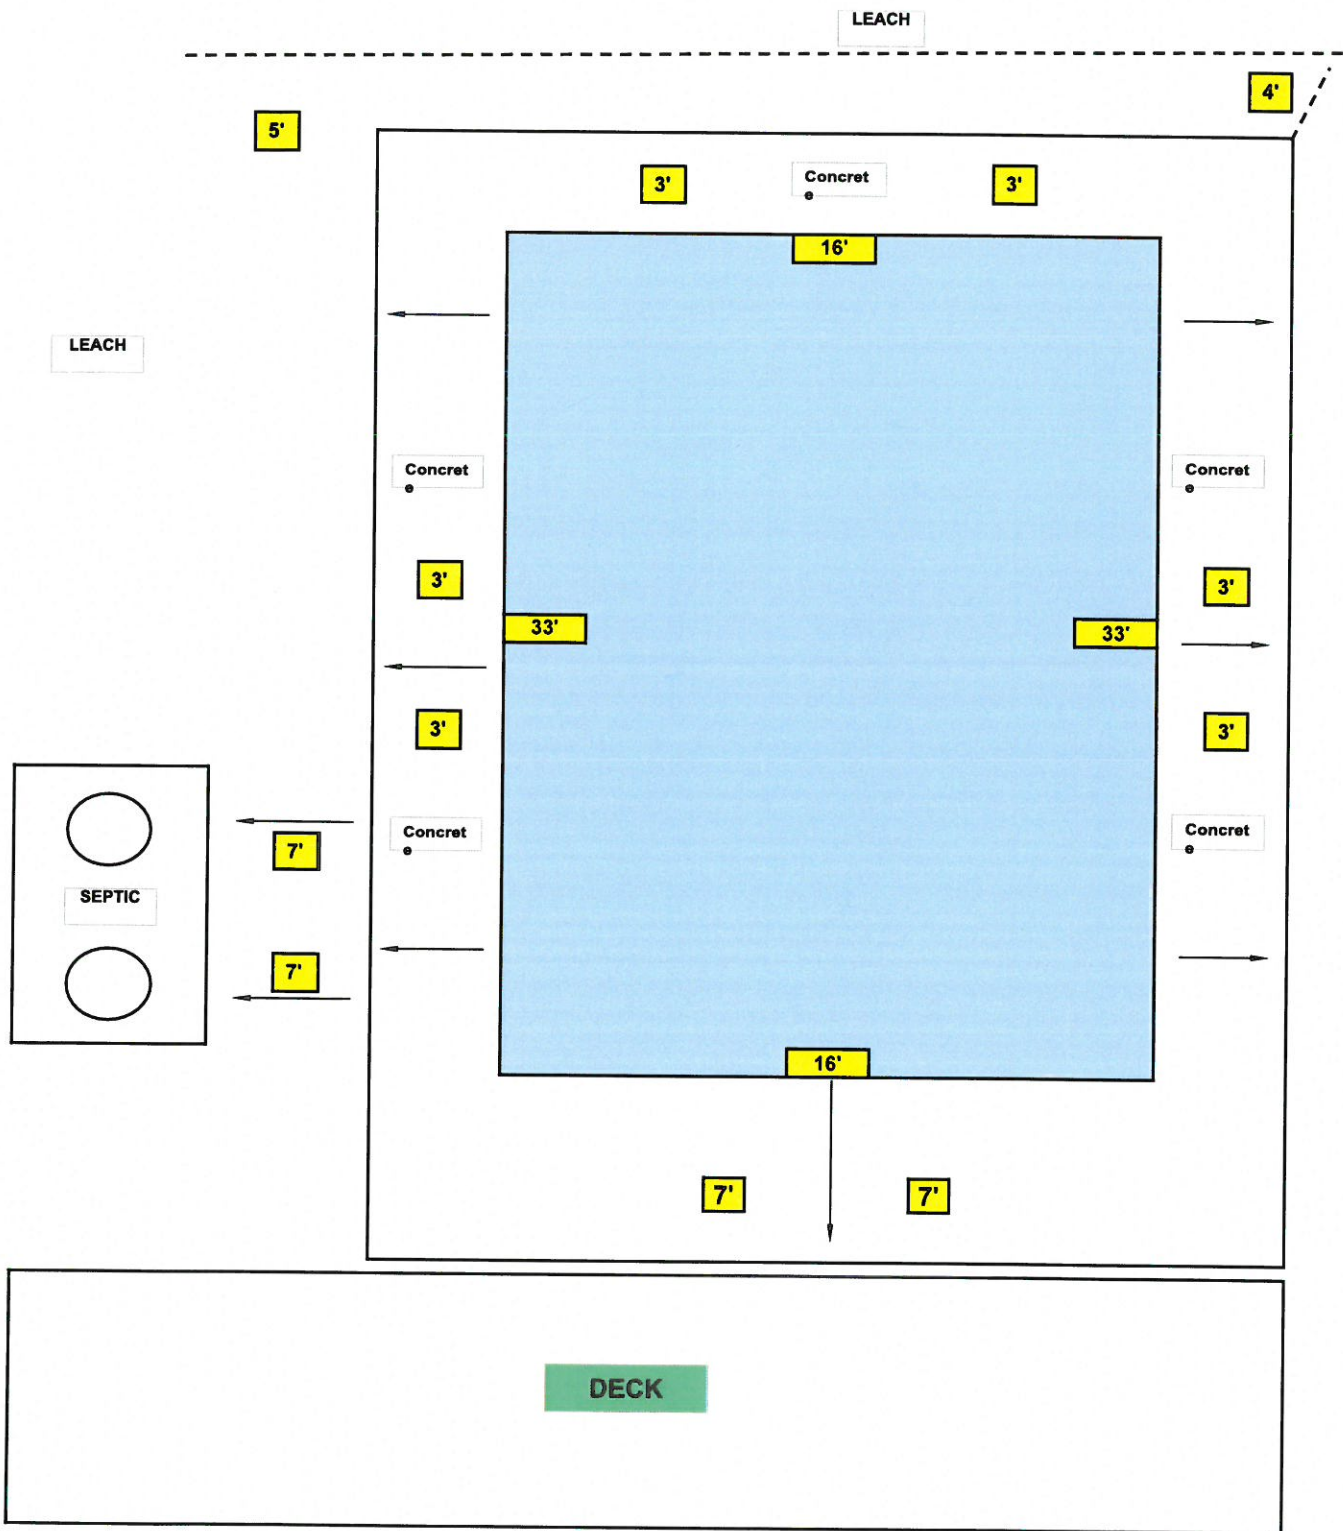 LEACH
4'
5'
3'
Concret
e
3'
16'
LEACH
Concret
e
Concret
e
3'
3'
33'
33'
3'
3'
Concret
e
Concret
e
7'
SEPTIC
7'
16'
7'
7'
DECK